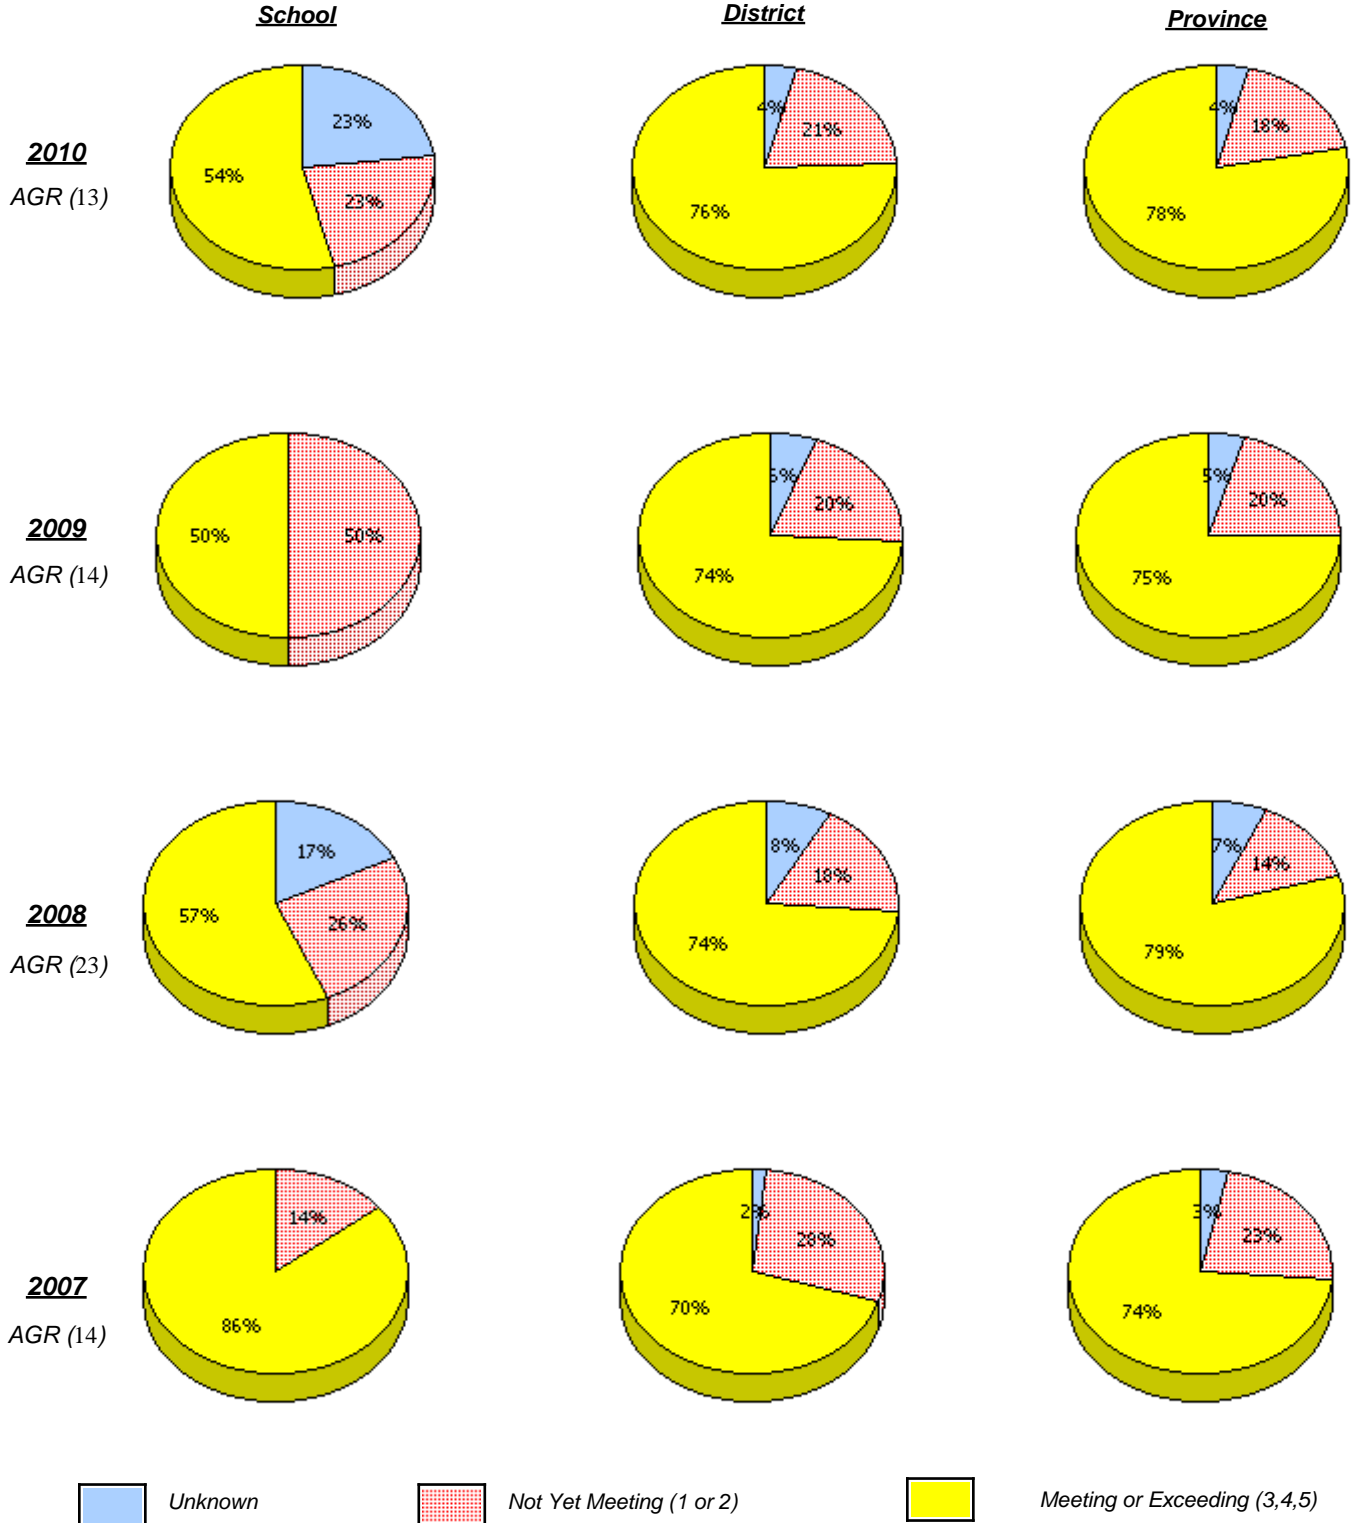 School District Province
23% 4% 21% 4% 18%
2010
54% 23% 76% 78%
AGR (13)
20% 5% 20%
2009
50% 50% 74% 75%
AGR (14)
17% 8% 18% 7% 14%
2008
57% 26% 74% 79%
AGR (23)
14% 2% 28% 3% 23%
2007
86% 70% 74%
AGR (14)
Unknown Not Yet Meeting (1 or 2) Meeting or Exceeding (3,4,5)